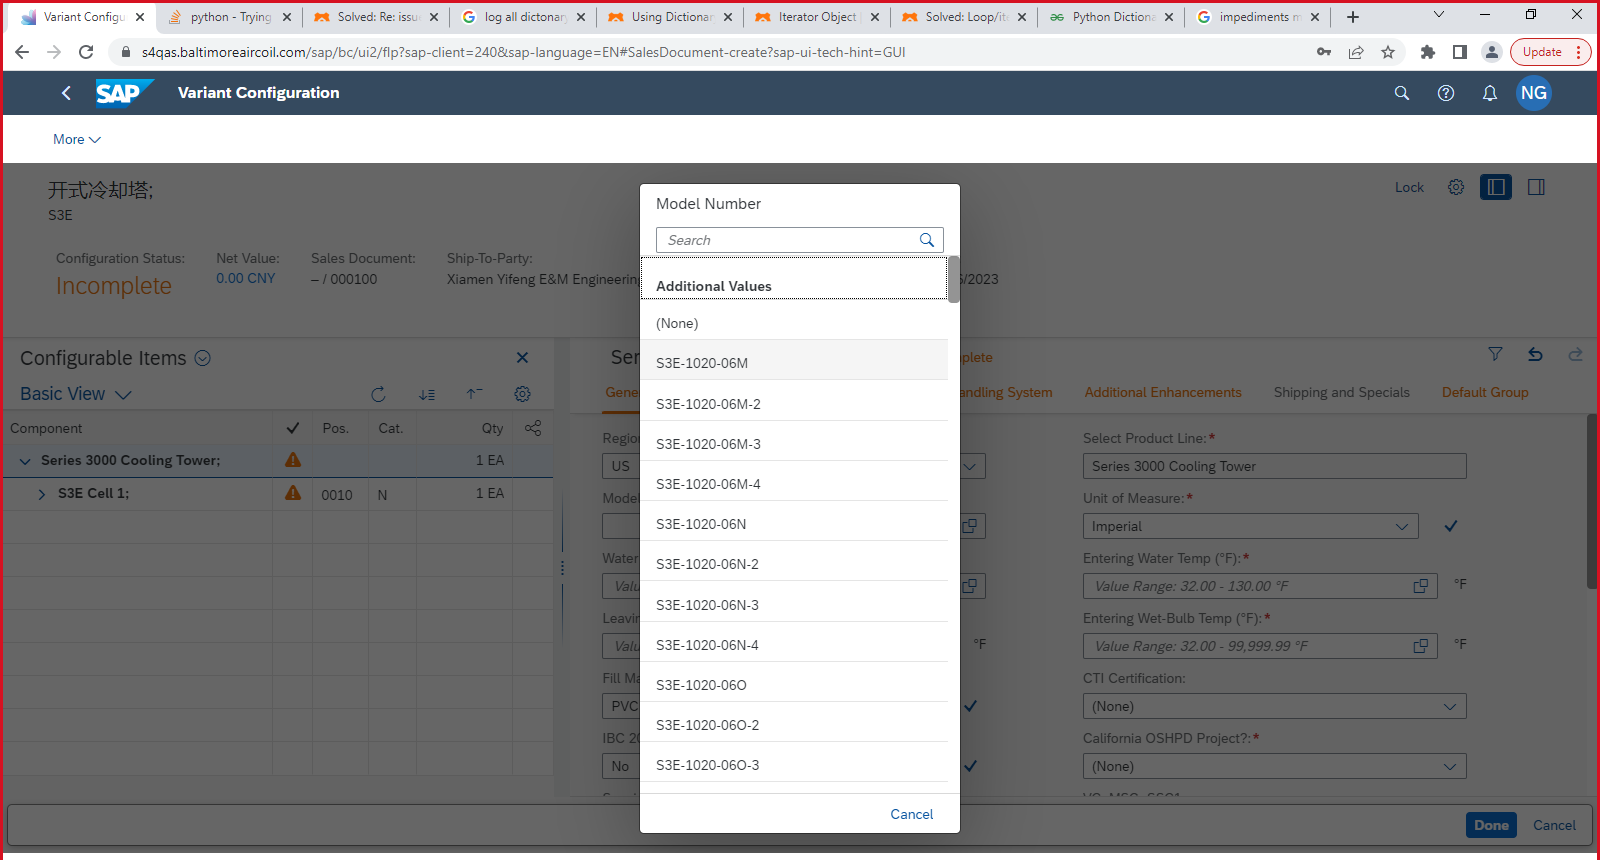 Variant Configu
python - Trying
Solved: Re: issue
log all dictonary
Using Dictionar
Iterator Object
Solved: Loop/ite
Python Dictiona
impediments m
s4qas.baltimoreaircoil.com/sap/bc/ui2/flp?sap-client=240&sap-language=EN#SalesDocument-create?sap-ui-tech-hint=GUI
Update
SAP
Variant Configuration
NG
More
开式冷却塔;
S3E
Lock
Configuration Status:
Incomplete
Net Value:
0.00 CNY
Sales Document:
– / 000100
Ship-To-Party:
Xiamen Yifeng E&M Engineerin
/2023
Configurable Items
Basic View
Component
Pos.
Cat.
Qty
Series 3000 Cooling Tower;
1 EA
S3E Cell 1;
0010
N
1 EA
Model Number
Search
Additional Values
(None)
S3E-1020-06M
S3E-1020-06M-2
S3E-1020-06M-3
S3E-1020-06M-4
S3E-1020-06N
S3E-1020-06N-2
S3E-1020-06N-3
S3E-1020-06N-4
S3E-1020-06O
S3E-1020-06O-2
S3E-1020-06O-3
Cancel
Ser
plete
Gene
andling System
Additional Enhancements
Shipping and Specials
Default Group
Region
US
Select Product Line:*
Series 3000 Cooling Tower
Model
Unit of Measure:*
Imperial
Water
Valu
Entering Water Temp (°F):*
Value Range: 32.00 - 130.00 °F
°F
Leavin
Valu
°F
Entering Wet-Bulb Temp (°F):*
Value Range: 32.00 - 99,999.99 °F
°F
Fill Ma
PVC
CTI Certification:
(None)
IBC 20
No
California OSHPD Project?:*
(None)
Done
Cancel